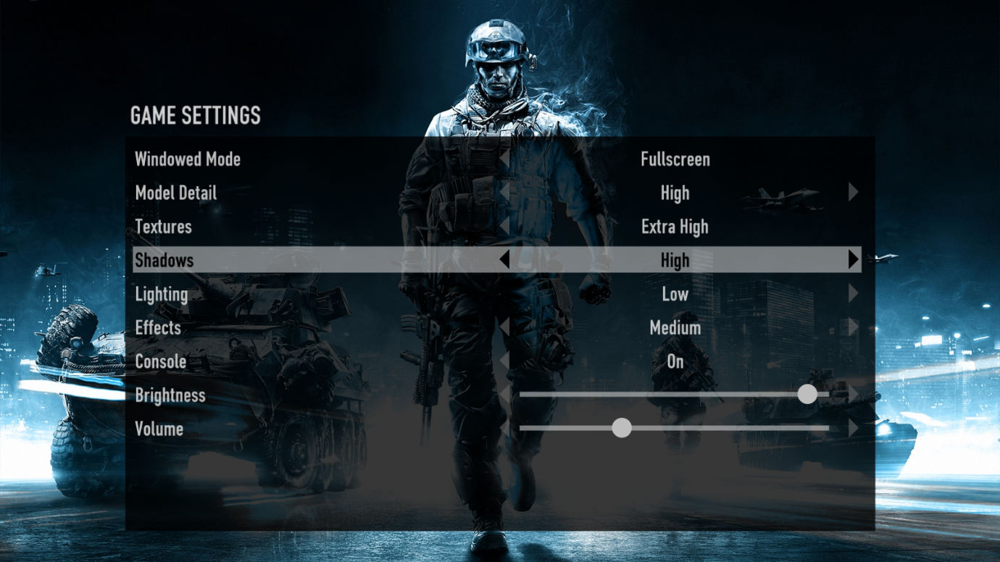 GAME SETTINGS
Windowed Mode Fullscreen
Model Detail High
Textures Extra High
Shadows High
Lighting Low
Effects Medium
Console On
Brightness
Volume